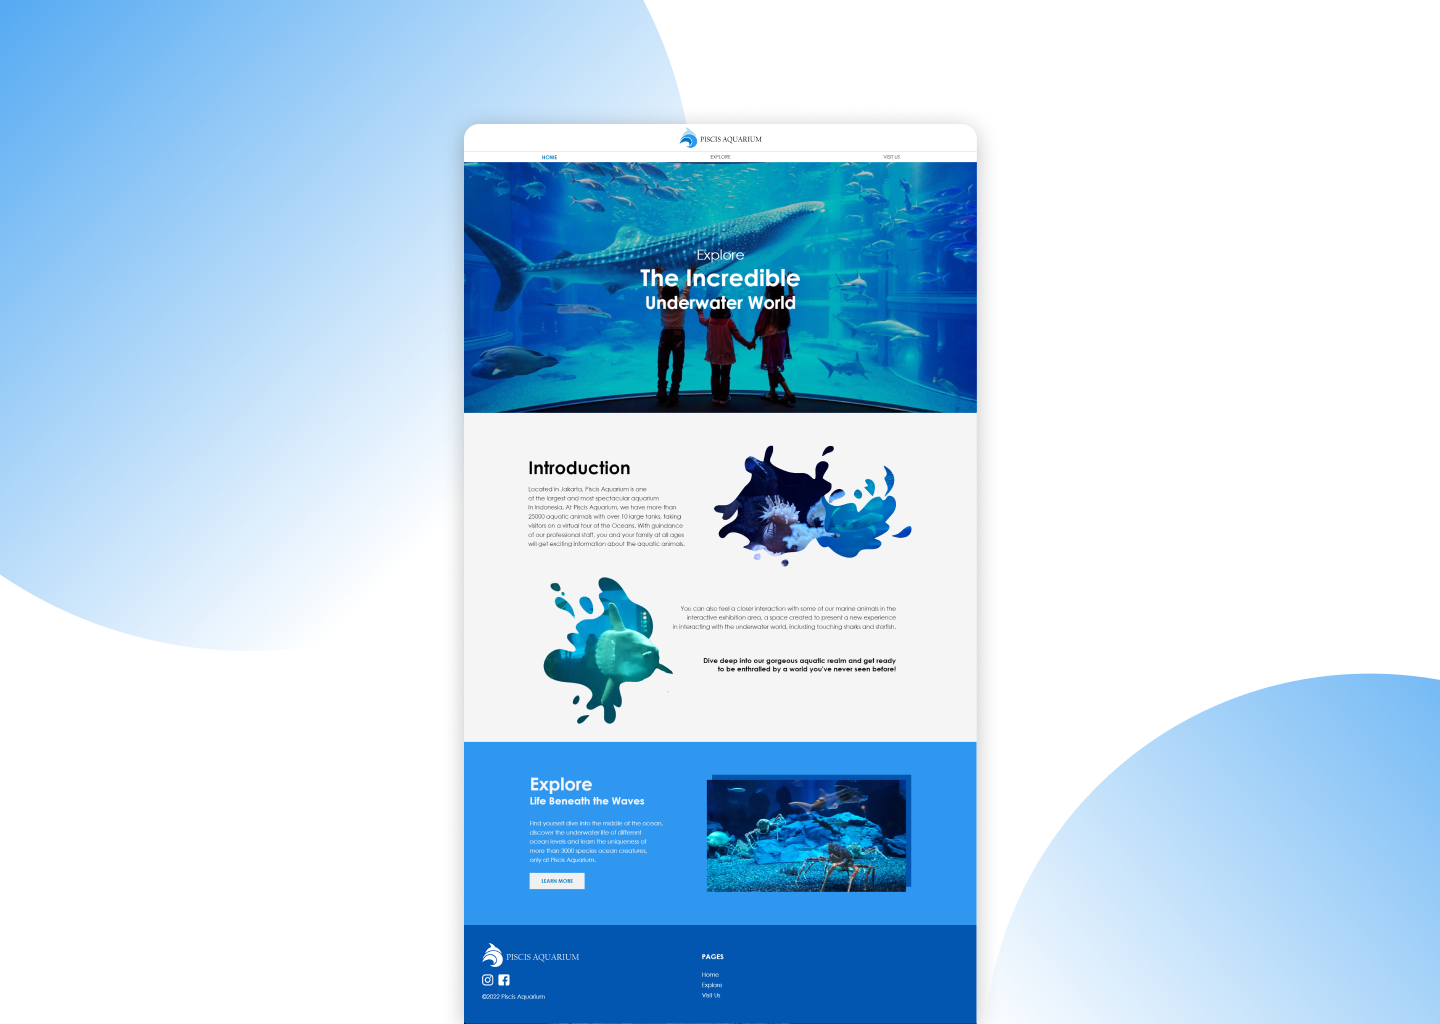 PISCIS AQUARIUM
HOME
EXPLORE
VISIT US
Explore
The Incredible
Underwater World
Introduction
Located in Jakarta, Piscis Aquarium is one
of the largest and most spectacular aquarium
in Indonesia. At Piscis Aquarium, we have more than
25000 aquatic animals with over 10 large tanks, taking
visitors on a virtual tour of the Oceans. With guindance
of our professional staff, you and your family at all ages
will get exciting information about the aquatic animals.
You can also feel a closer interaction with some of our marine animals in the
interactive exhibition area, a space created to present a new experience
in interacting with the underwater world, including touching sharks and starfish.
Dive deep into our gorgeous aquatic realm and get ready
to be enthralled by a world you've never seen before!
Explore
Life Beneath the Waves
Find yourself dive into the middle of the ocean,
discover the underwater life of different
ocean levels and learn the uniqueness of
more than 3000 species ocean creatures,
only at Piscis Aquarium.
LEARN MORE
PISCIS AQUARIUM
©2022 Piscis Aquarium
PAGES
Home
Explore
Visit Us